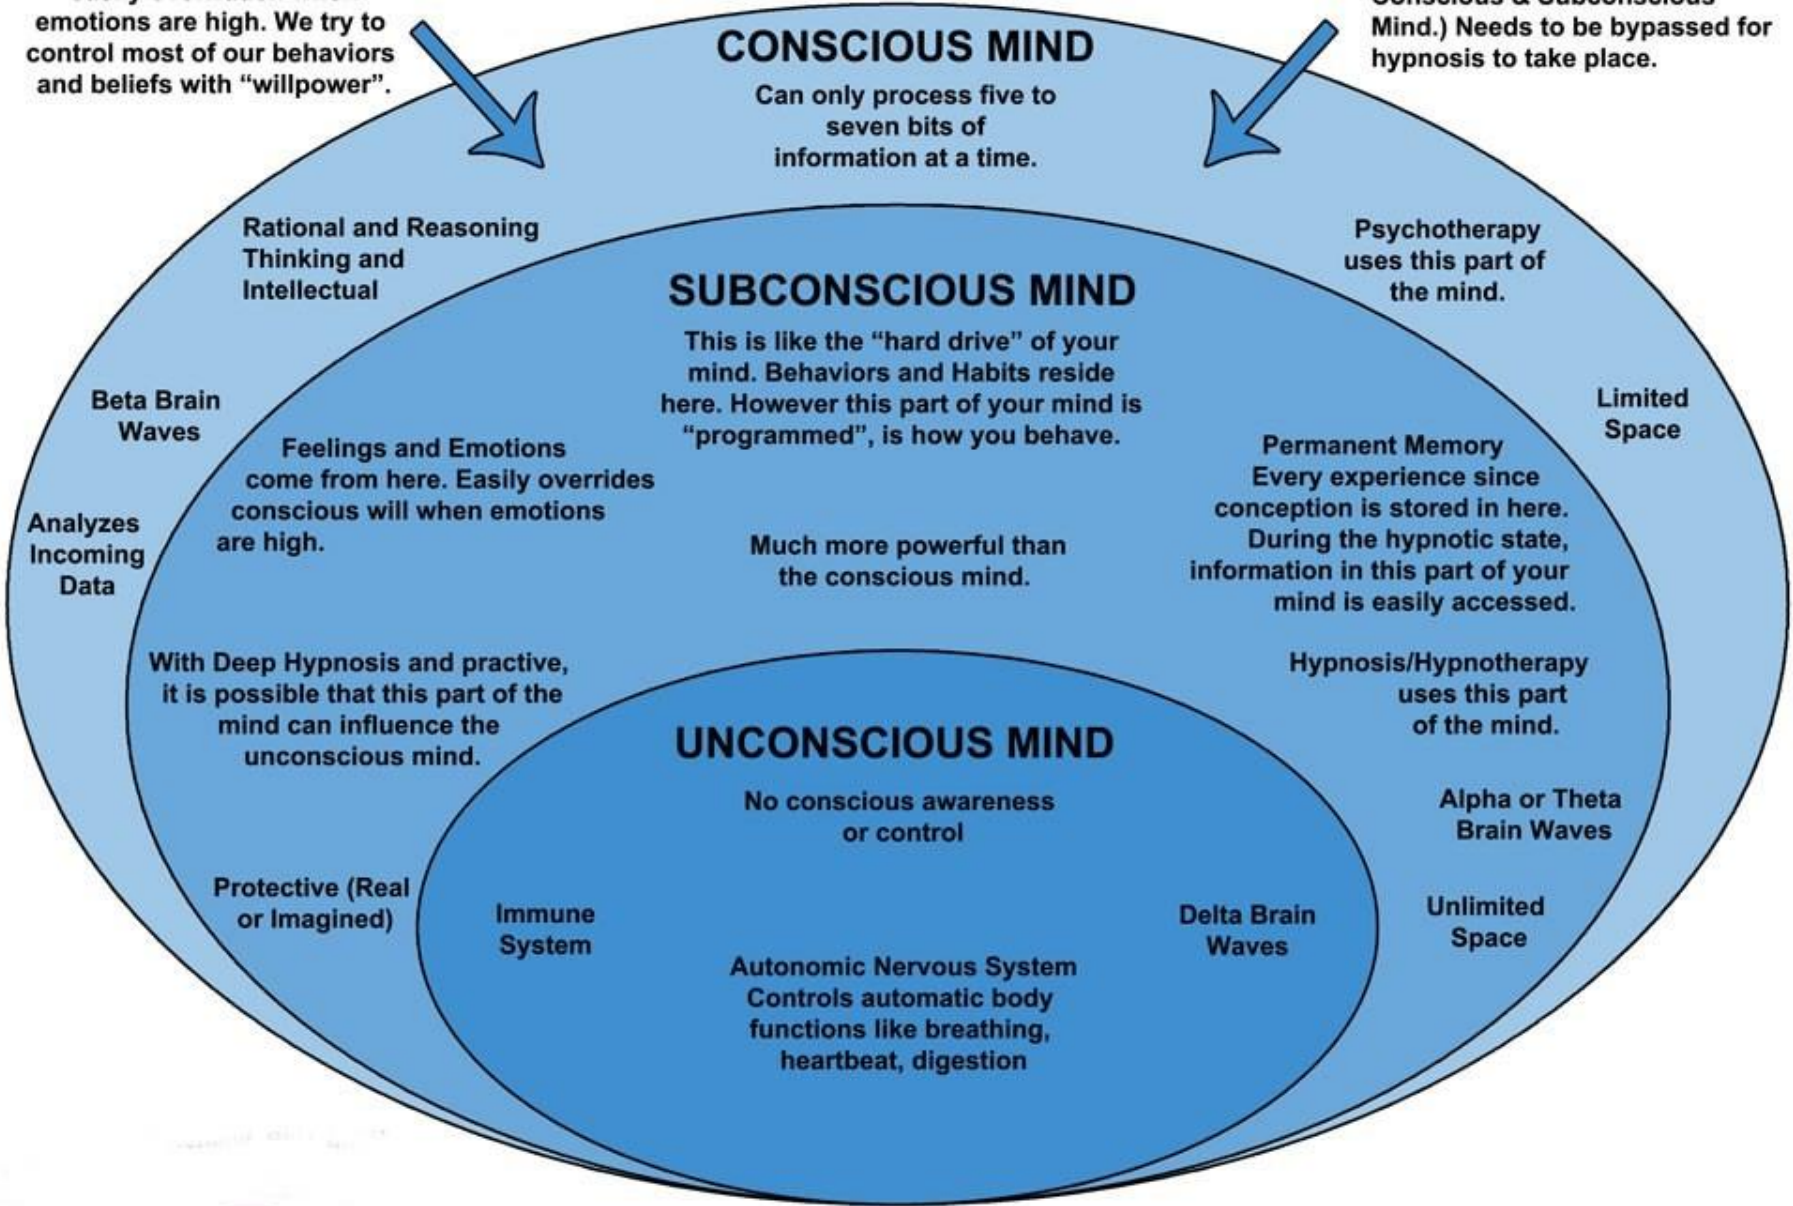 emotions are high. We try to
control most of our behaviors
and beliefs with “willpower”.
Mind.) Needs to be bypassed for
hypnosis to take place.
CONSCIOUS MIND
Can only process five to
seven bits of
information at a time.
Rational and Reasoning
Thinking and
Intellectual
Psychotherapy
uses this part of
the mind.
Beta Brain
Waves
Limited
Space
Analyzes
Incoming
Data
SUBCONSCIOUS MIND
This is like the “hard drive” of your
mind. Behaviors and Habits reside
here. However this part of your mind is
“programmed”, is how you behave.
Feelings and Emotions
come from here. Easily overrides
conscious will when emotions
are high.
Much more powerful than
the conscious mind.
Permanent Memory
Every experience since
conception is stored in here.
During the hypnotic state,
information in this part of your
mind is easily accessed.
With Deep Hypnosis and practive,
it is possible that this part of the
mind can influence the
unconscious mind.
Hypnosis/Hypnotherapy
uses this part
of the mind.
Alpha or Theta
Brain Waves
Protective (Real
or Imagined)
Unlimited
Space
UNCONSCIOUS MIND
No conscious awareness
or control
Immune
System
Delta Brain
Waves
Autonomic Nervous System
Controls automatic body
functions like breathing,
heartbeat, digestion